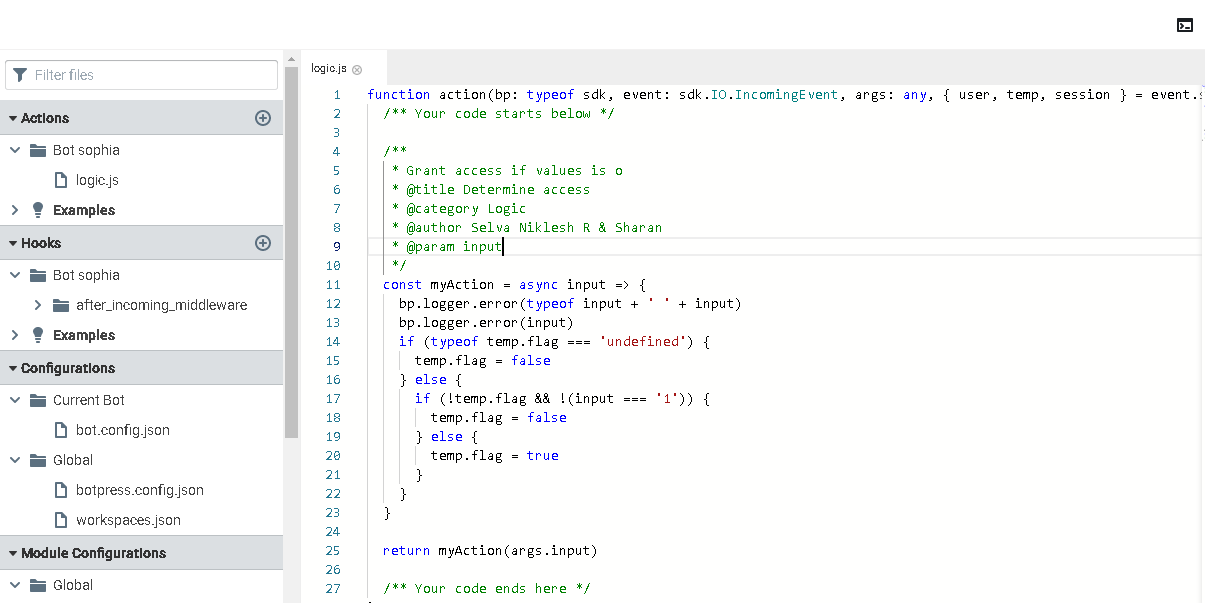 Filter files
Actions
Bot sophia
logic.js
Examples
Hooks
Bot sophia
after_incoming_middleware
Examples
Configurations
Current Bot
bot.config.json
Global
botpress.config.json
workspaces.json
Module Configurations
Global
logic.js
1 function action(bp: typeof sdk, event: sdk.IO.IncomingEvent, args: any, { user, temp, session } = event.s
2 /** Your code starts below */
3
4 /**
5 * Grant access if values is o
6 * @title Determine access
7 * @category Logic
8 * @author Selva Niklesh R & Sharan
9 * @param input
10 */
11 const myAction = async input => {
12 bp.logger.error(typeof input + ' ' + input)
13 bp.logger.error(input)
14 if (typeof temp.flag === 'undefined') {
15 temp.flag = false
16 } else {
17 if (!temp.flag && !(input === '1')) {
18 temp.flag = false
19 } else {
20 temp.flag = true
21 }
22 }
23 }
24
25 return myAction(args.input)
26
27 /** Your code ends here */